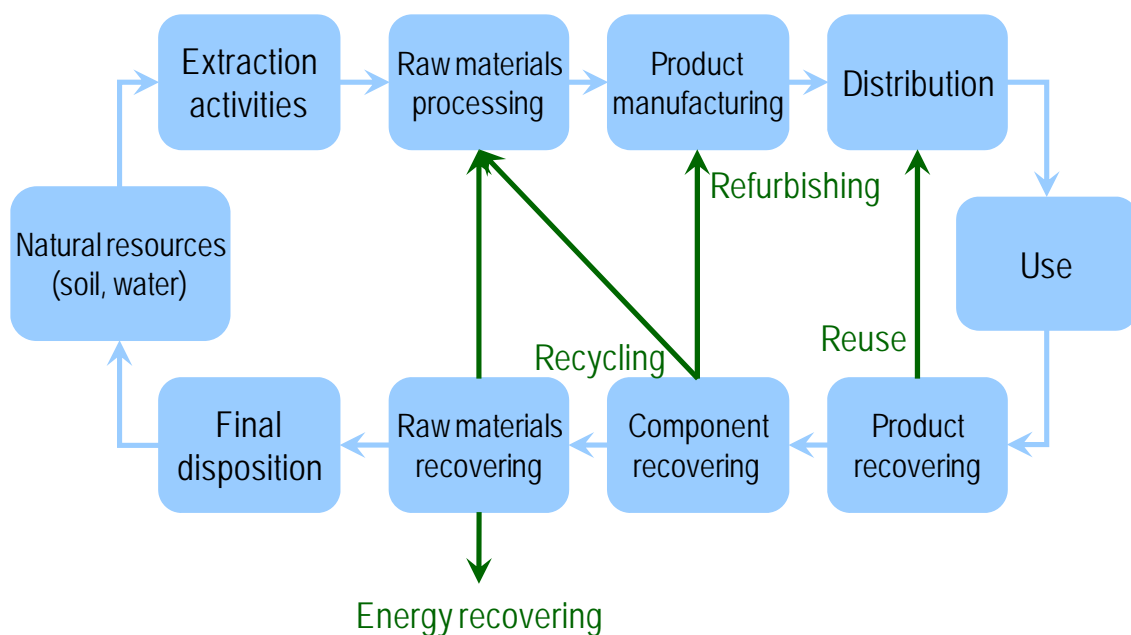 Extraction
activities
Raw materials
processing
Product
manufacturing
Distribution
Refurbishing
Natural resources
(soil, water)
Use
Recycling
Reuse
Final
disposition
Raw materials
recovering
Component
recovering
Product
recovering
Energy recovering